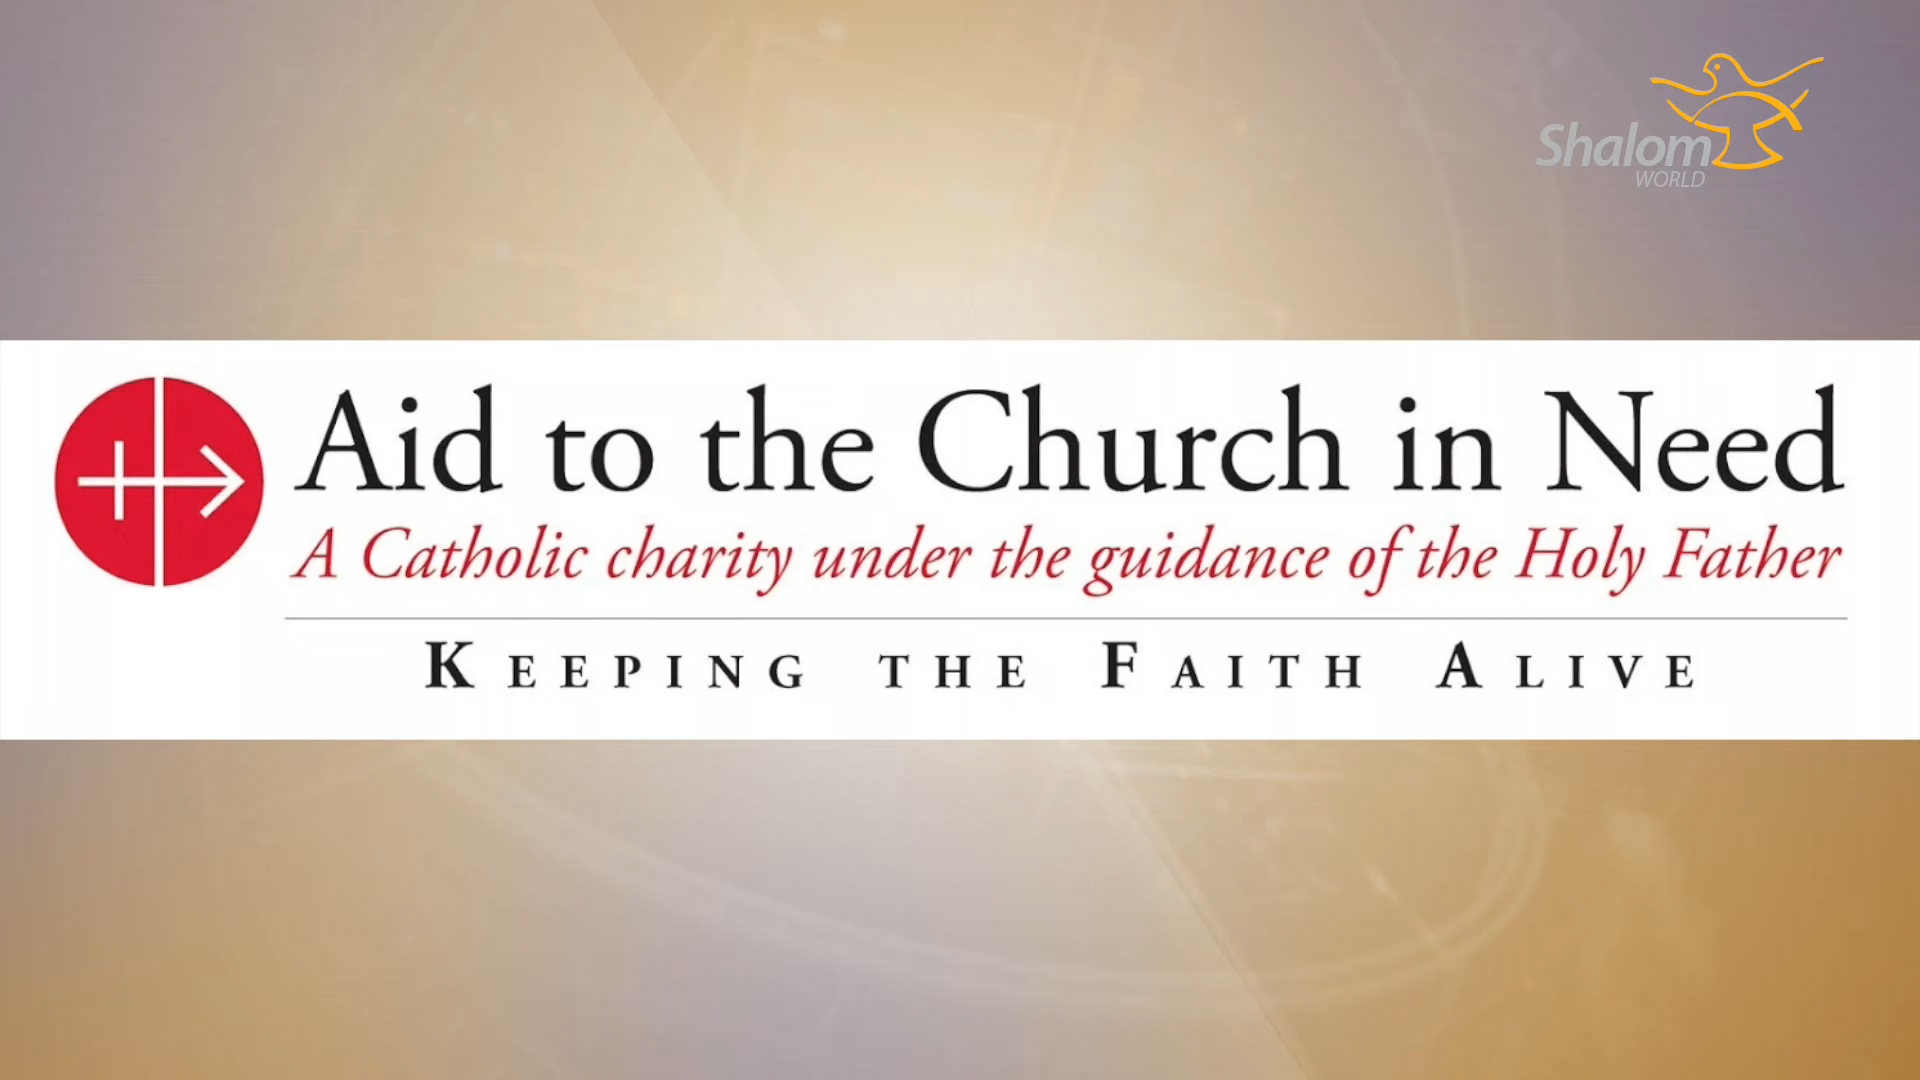 Shalom
WORLD
Aid to the Church in Need
A Catholic charity under the guidance of the Holy Father
KEEPING THE FAITH ALIVE